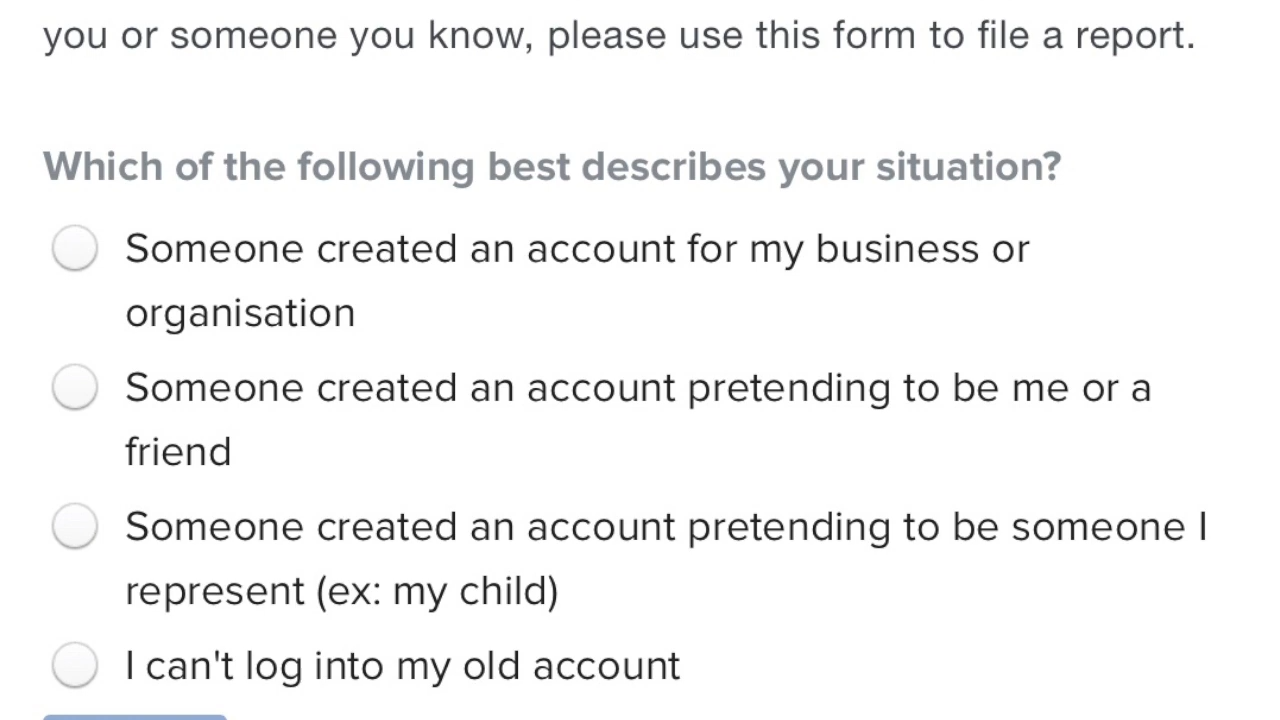 you or someone you know, please use this form to file a report.
Which of the following best describes your situation?
Someone created an account for my business or
organisation
Someone created an account pretending to be me or a
friend
Someone created an account pretending to be someone I
represent (ex: my child)
I can't log into my old account